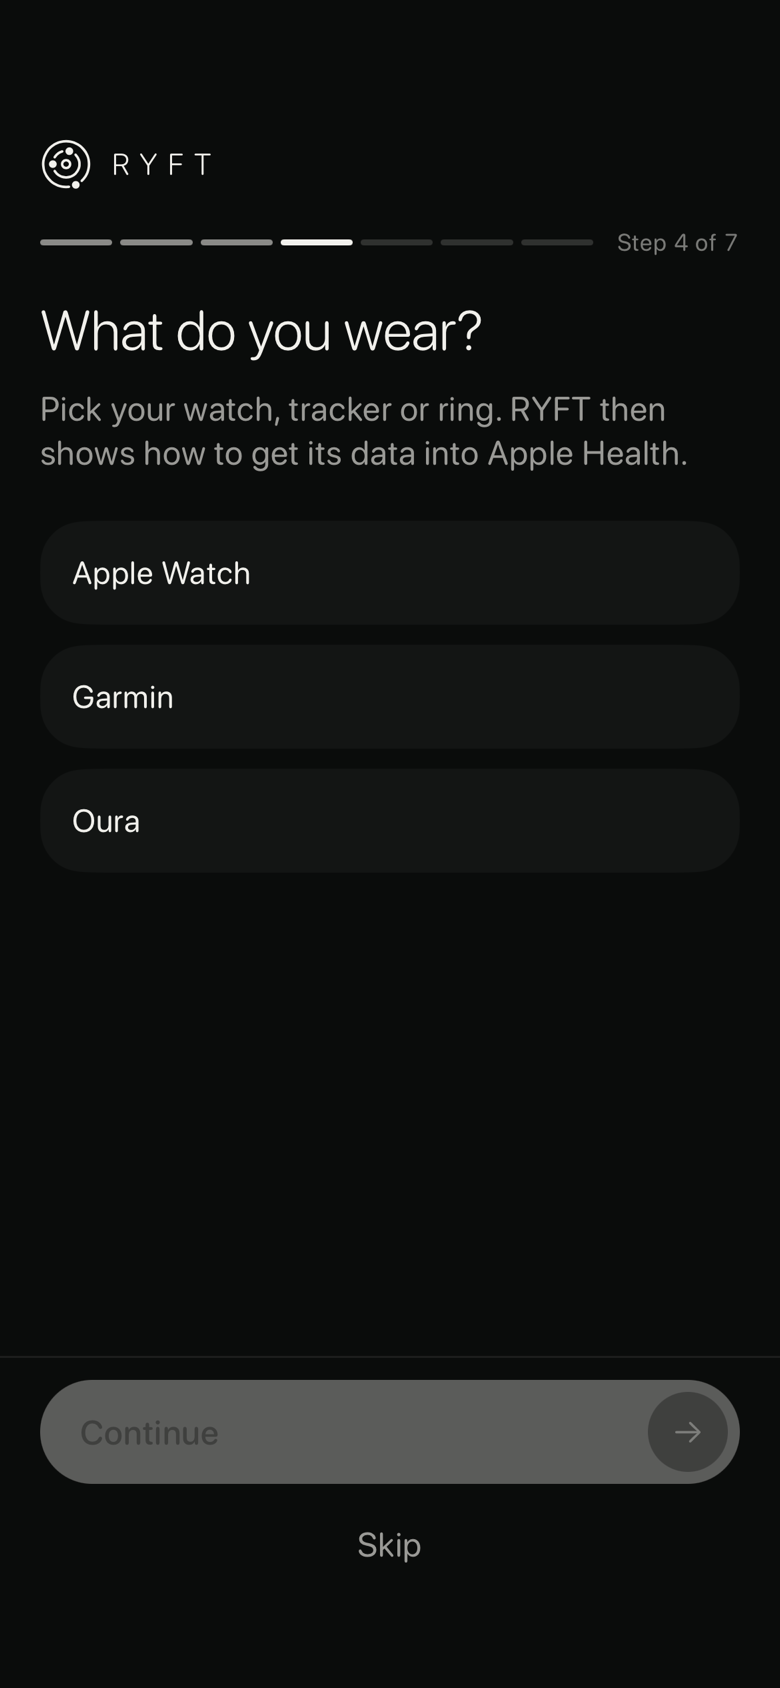 RYFT
Step 4 of 7
What do you wear?
Pick your watch, tracker or ring. RYFT then
shows how to get its data into Apple Health.
Apple Watch
Garmin
Oura
Continue
Skip